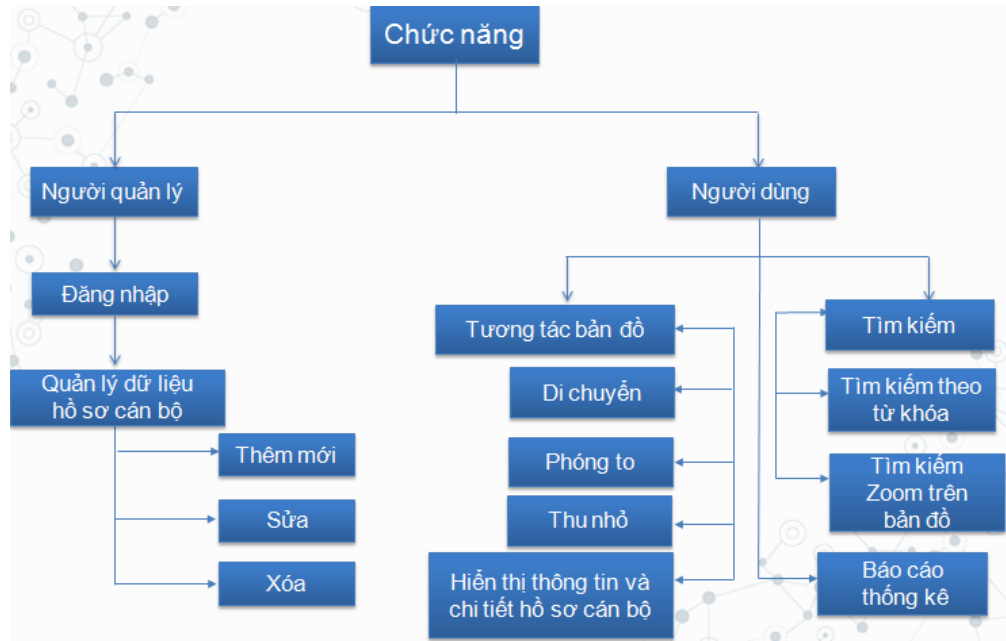 Chức năng
Người quản lý
Đăng nhập
Quản lý dữ liệu
hồ sơ cán bộ
Thêm mới
Sửa
Xóa
Người dùng
Tương tác bản đồ
Di chuyển
Phóng to
Thu nhỏ
Hiển thị thông tin và
chi tiết hồ sơ cán bộ
Tìm kiếm
Tìm kiếm theo
từ khóa
Tìm kiếm
Zoom trên
bản đồ
Báo cáo
thống kê